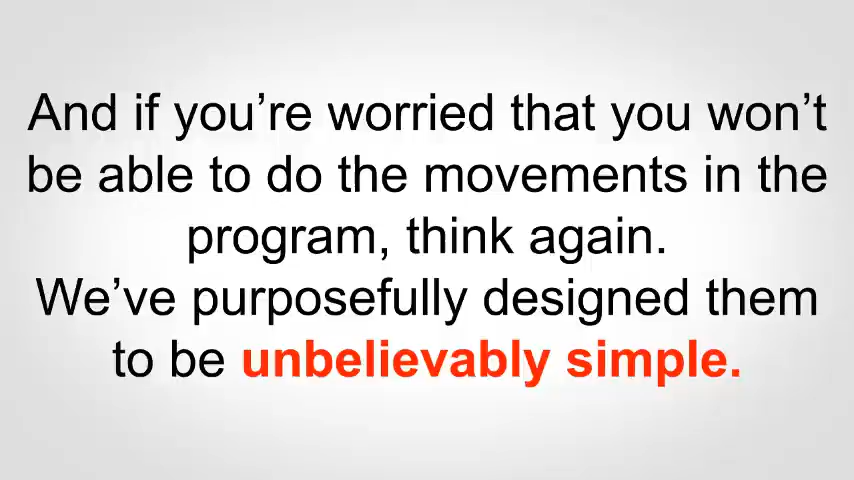 And if you’re worried that you won’t
be able to do the movements in the
program, think again.
We’ve purposefully designed them
to be unbelievably simple.